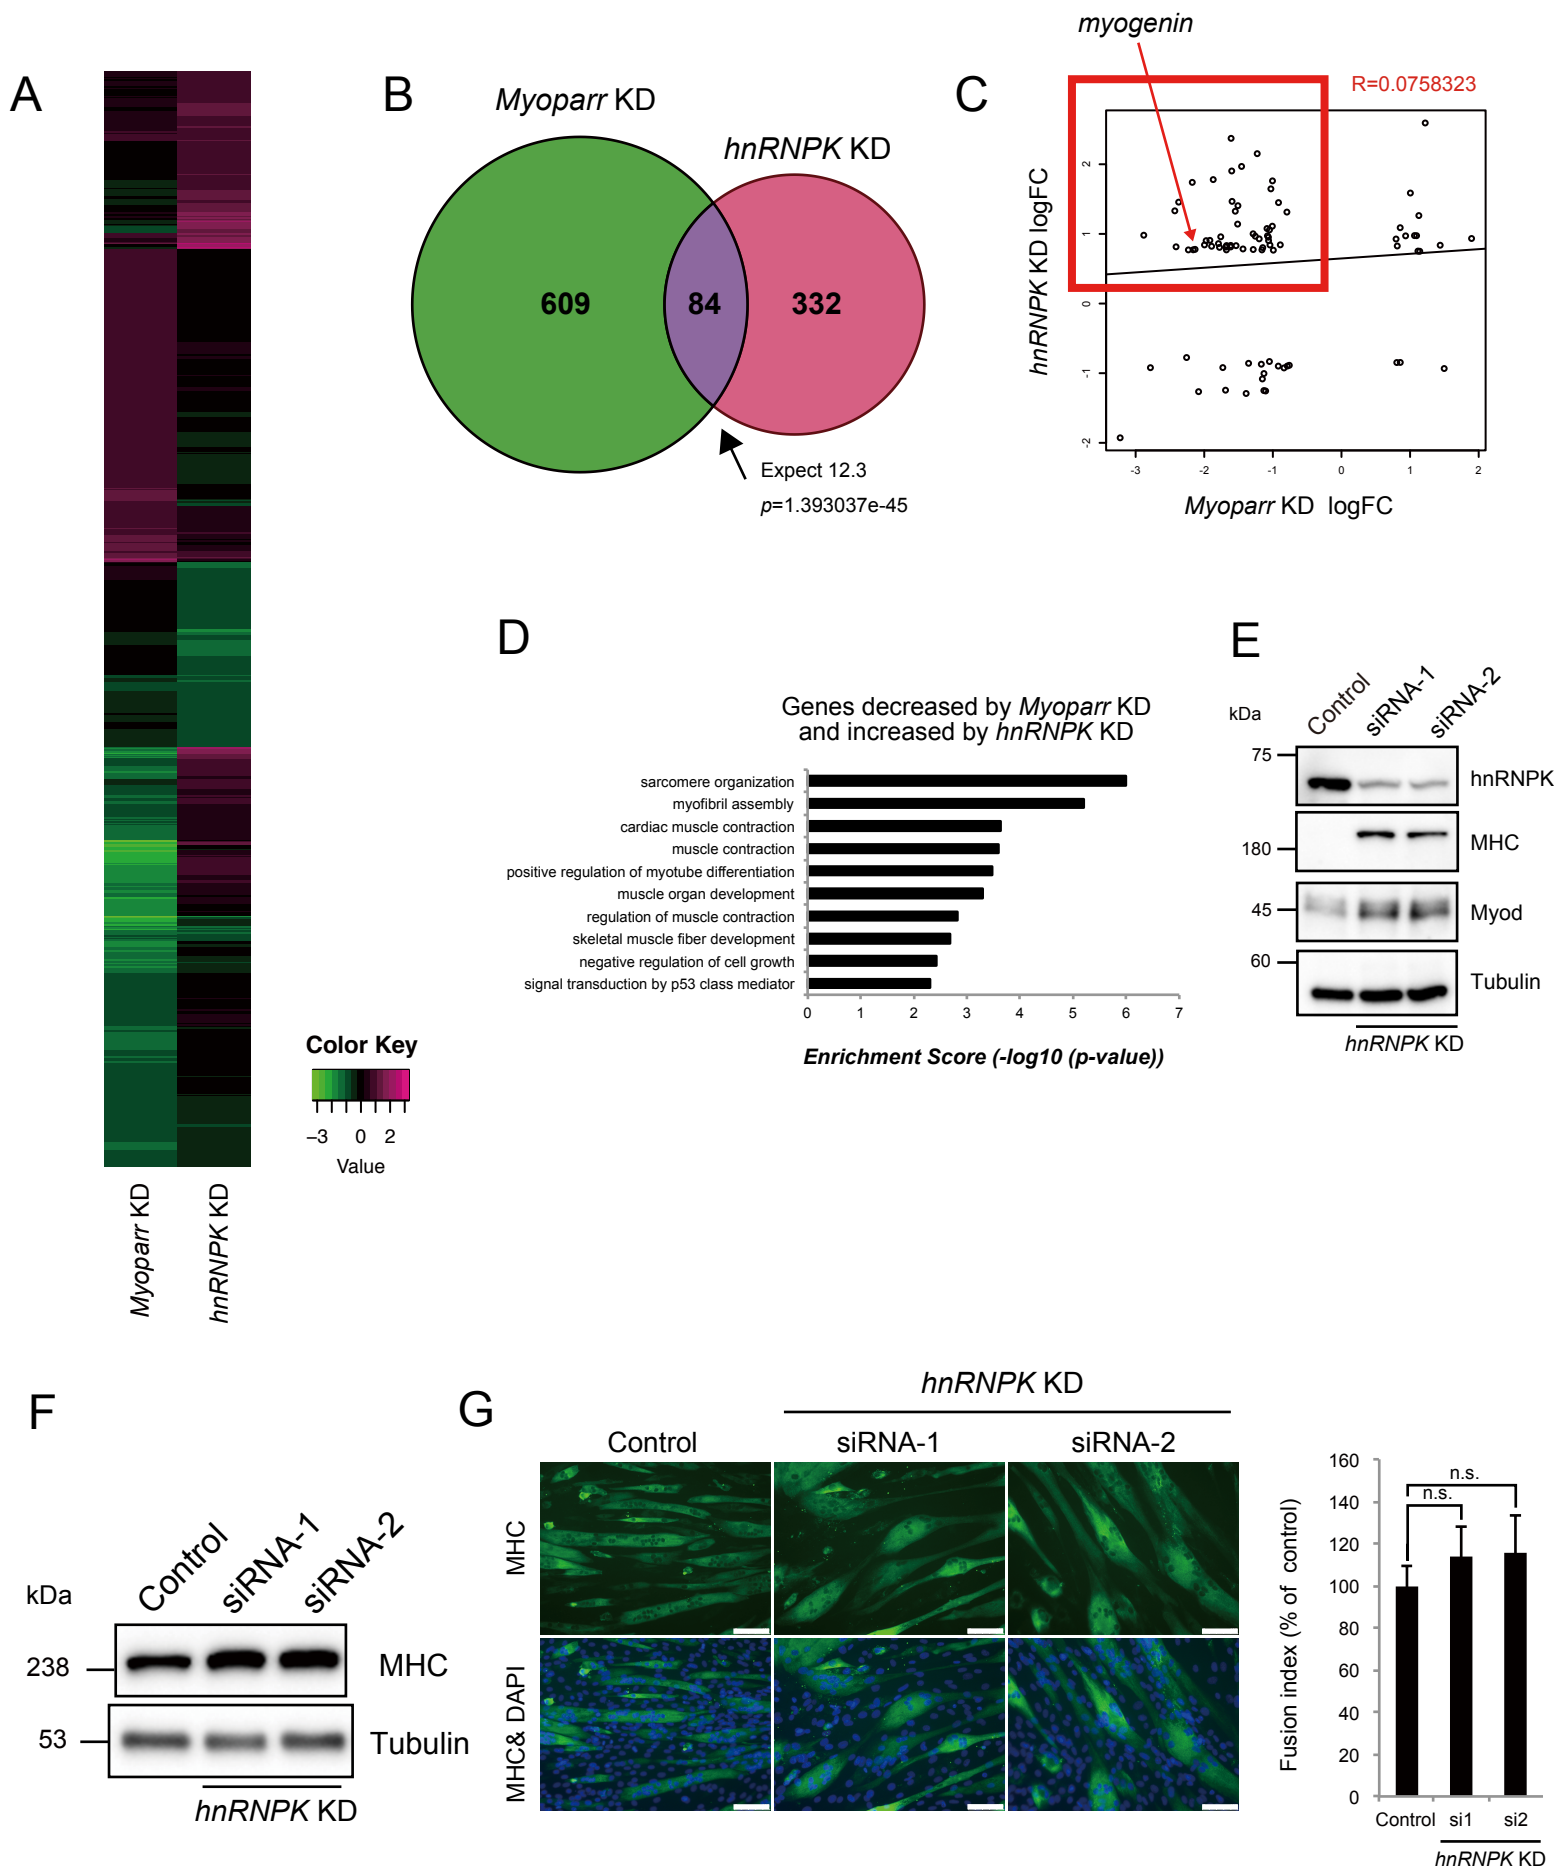 A
Myoparr KD
hnRNPK KD
Color Key
−3 0 2
Value
B
Myoparr KD
hnRNPK KD
609
84
332
Expect 12.3
p=1.393037e-45
C
myogenin
R=0.0758323
hnRNPK KD logFC
2
1
0
-1
-2
-3 -2 -1 0 1 2
Myoparr KD logFC
D
Genes decreased by Myoparr KD
and increased by hnRNPK KD
sarcomere organization
myofibril assembly
cardiac muscle contraction
muscle contraction
positive regulation of myotube differentiation
muscle organ development
regulation of muscle contraction
skeletal muscle fiber development
negative regulation of cell growth
signal transduction by p53 class mediator
0 1 2 3 4 5 6 7
Enrichment Score (-log10 (p-value))
E
kDa
Control
siRNA-1
siRNA-2
75
hnRNPK
180
MHC
45
Myod
60
Tubulin
hnRNPK KD
F
kDa
Control
siRNA-1
siRNA-2
238
MHC
53
Tubulin
hnRNPK KD
G
hnRNPK KD
Control
siRNA-1
siRNA-2
MHC
MHC& DAPI
Fusion index (% of control)
160
140
120
100
80
60
40
20
0
n.s.
n.s.
Control si1 si2
hnRNPK KD